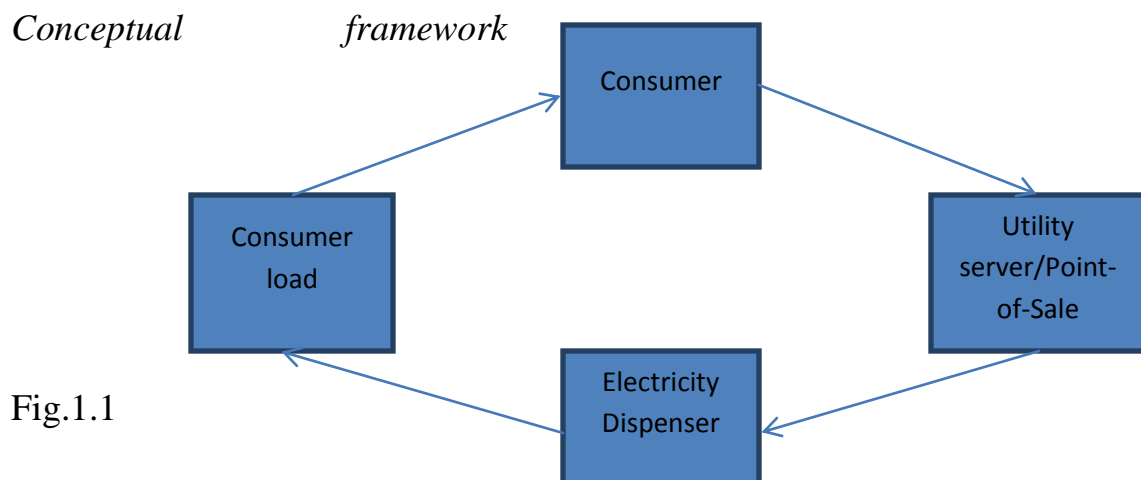 Conceptual framework
Consumer
Consumer
load
Utility
server/Point-
of-Sale
Electricity
Dispenser
Fig.1.1